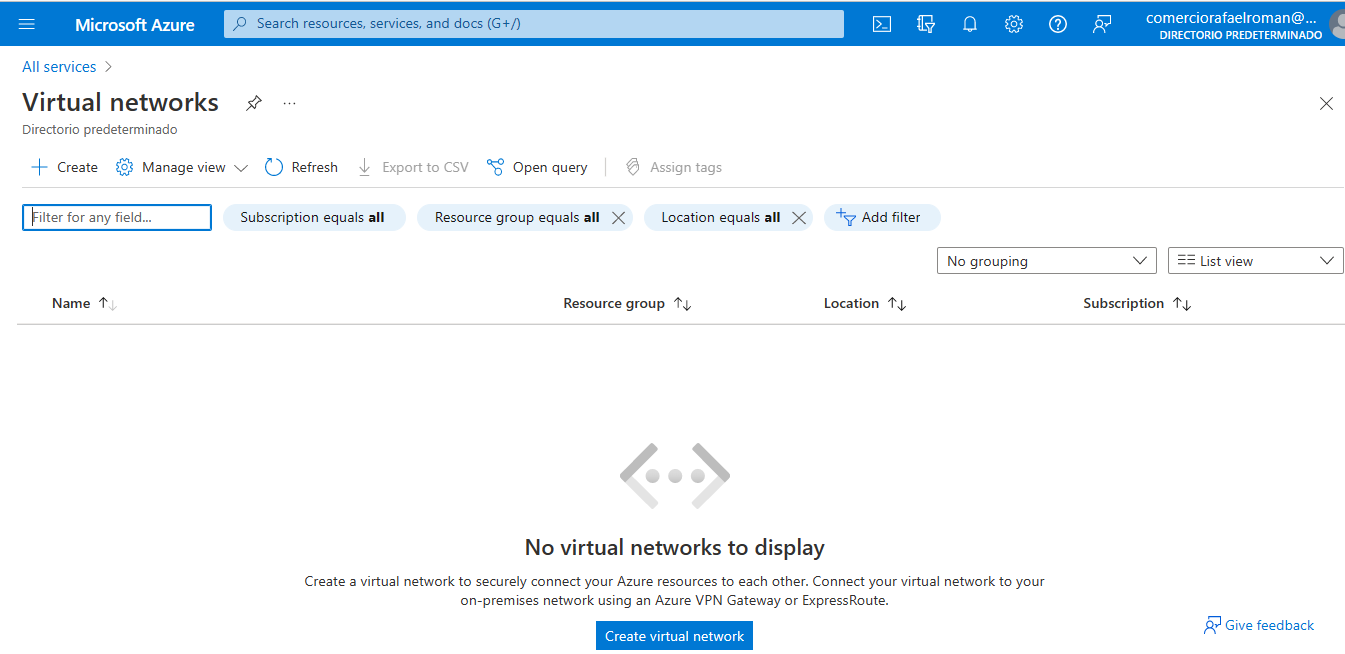 Microsoft Azure
Search resources, services, and docs (G+/)
comerciorafaelroman@...
DIRECTORIO PREDETERMINADO
All services
Virtual networks
...
Directorio predeterminado
Create Manage view Refresh Export to CSV Open query Assign tags
Filter for any field... Subscription equals all Resource group equals all Location equals all Add filter
No grouping List view
Name Resource group Location Subscription
No virtual networks to display
Create a virtual network to securely connect your Azure resources to each other. Connect your virtual network to your
on-premises network using an Azure VPN Gateway or ExpressRoute.
Give feedback
Create virtual network